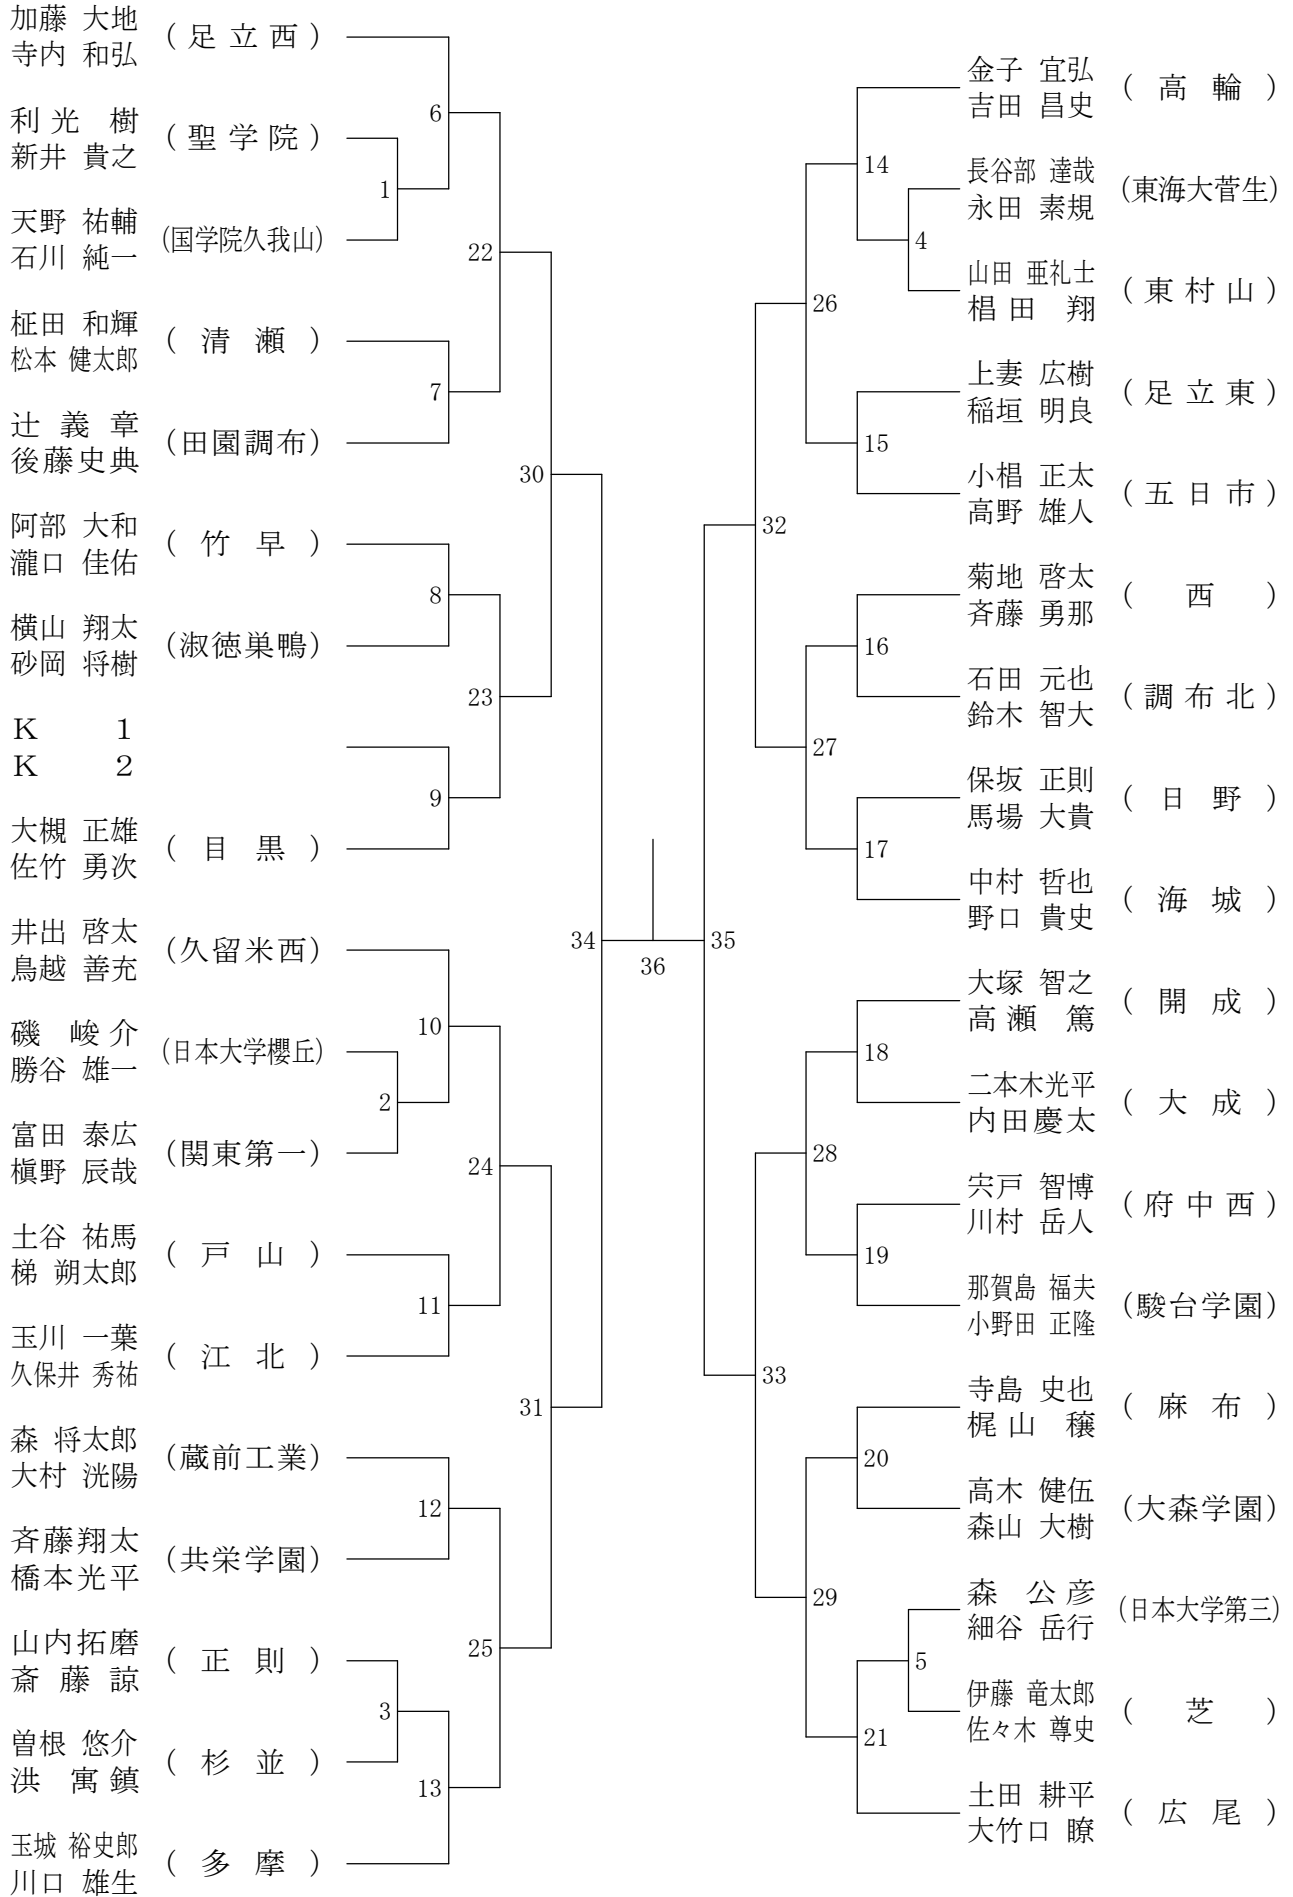 加藤 大地
寺内 和弘
(足立西)
利光 樹
新井 貴之
(聖学院)
天野 祐輔
石川 純一
(国学院久我山)
柾田 和輝
松本 健太郎
(清瀬)
辻 義章
後藤史典
(田園調布)
阿部 大和
瀧口 佳佑
(竹早)
横山 翔太
砂岡 将樹
(淑徳巣鴨)
K 1
K 2
大槻 正雄
佐竹 勇次
(目黒)
井出 啓太
鳥越 善充
(久留米西)
磯 峻介
勝谷 雄一
(日本大学櫻丘)
富田 泰広
槇野 辰哉
(関東第一)
土谷 祐馬
梯 朔太郎
(戸山)
玉川 一葉
久保井 秀祐
(江北)
森 将太郎
大村 洸陽
(蔵前工業)
斉藤翔太
橋本光平
(共栄学園)
山内拓磨
斎藤諒
(正則)
曽根 悠介
洪 寓鎮
(杉並)
玉城 裕史郎
川口 雄生
(多摩)
6
1
22
7
30
8
23
9
34
10
2
24
11
31
12
25
3
13
36
35
14
4
26
15
32
16
27
17
18
28
19
33
20
29
5
21
金子 宜弘
吉田 昌史
(高輪)
長谷部 達哉
永田 素規
(東海大菅生)
山田 亜礼士
椙田 翔
(東村山)
上妻 広樹
稲垣 明良
(足立東)
小椙 正太
高野 雄人
(五日市)
菊地 啓太
斉藤 勇那
(西)
石田 元也
鈴木 智大
(調布北)
保坂 正則
馬場 大貴
(日野)
中村 哲也
野口 貴史
(海城)
大塚 智之
高瀬 篤
(開成)
二本木光平
内田慶太
(大成)
宍戸 智博
川村 岳人
(府中西)
那賀島 福夫
小野田 正隆
(駿台学園)
寺島 史也
梶山 穣
(麻布)
高木 健伍
森山 大樹
(大森学園)
森 公彦
細谷 岳行
(日本大学第三)
伊藤 竜太郎
佐々木 尊史
(芝)
土田 耕平
大竹口 瞭
(広尾)